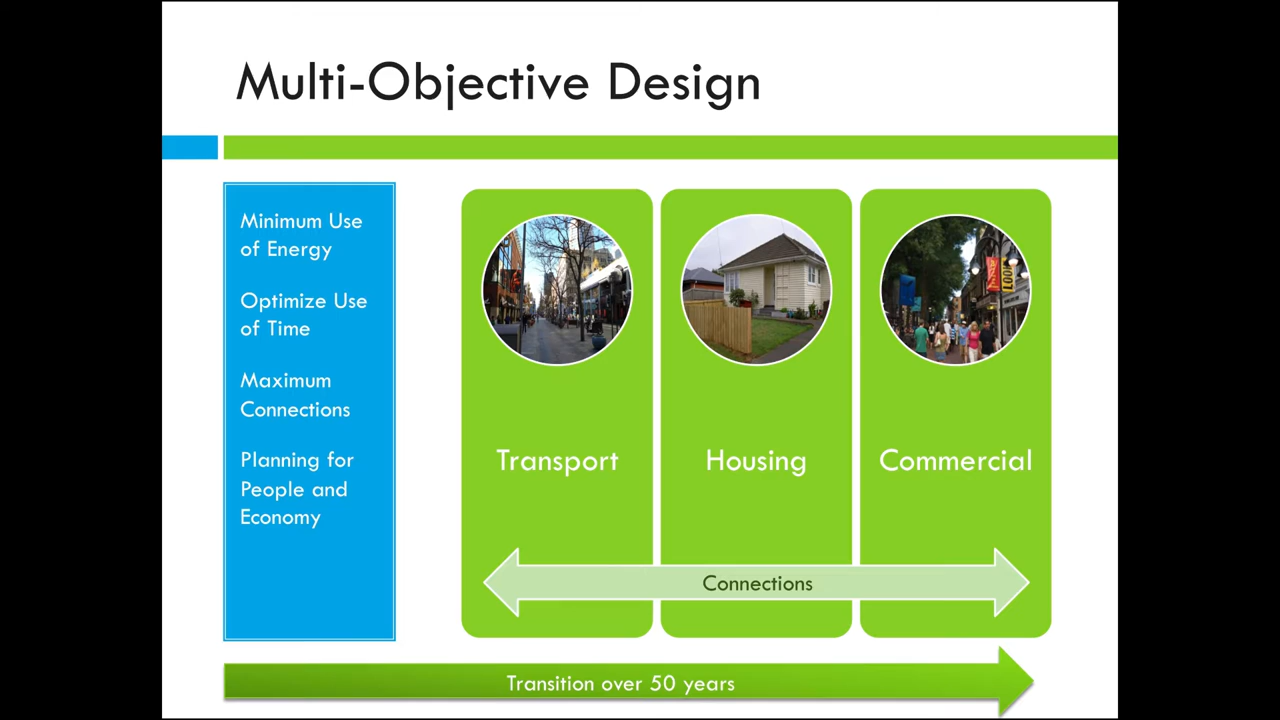 Multi-Objective Design
Minimum Use
of Energy
Optimize Use
of Time
Maximum
Connections
Planning for
People and
Economy
Transport
Housing
Commercial
Connections
Transition over 50 years